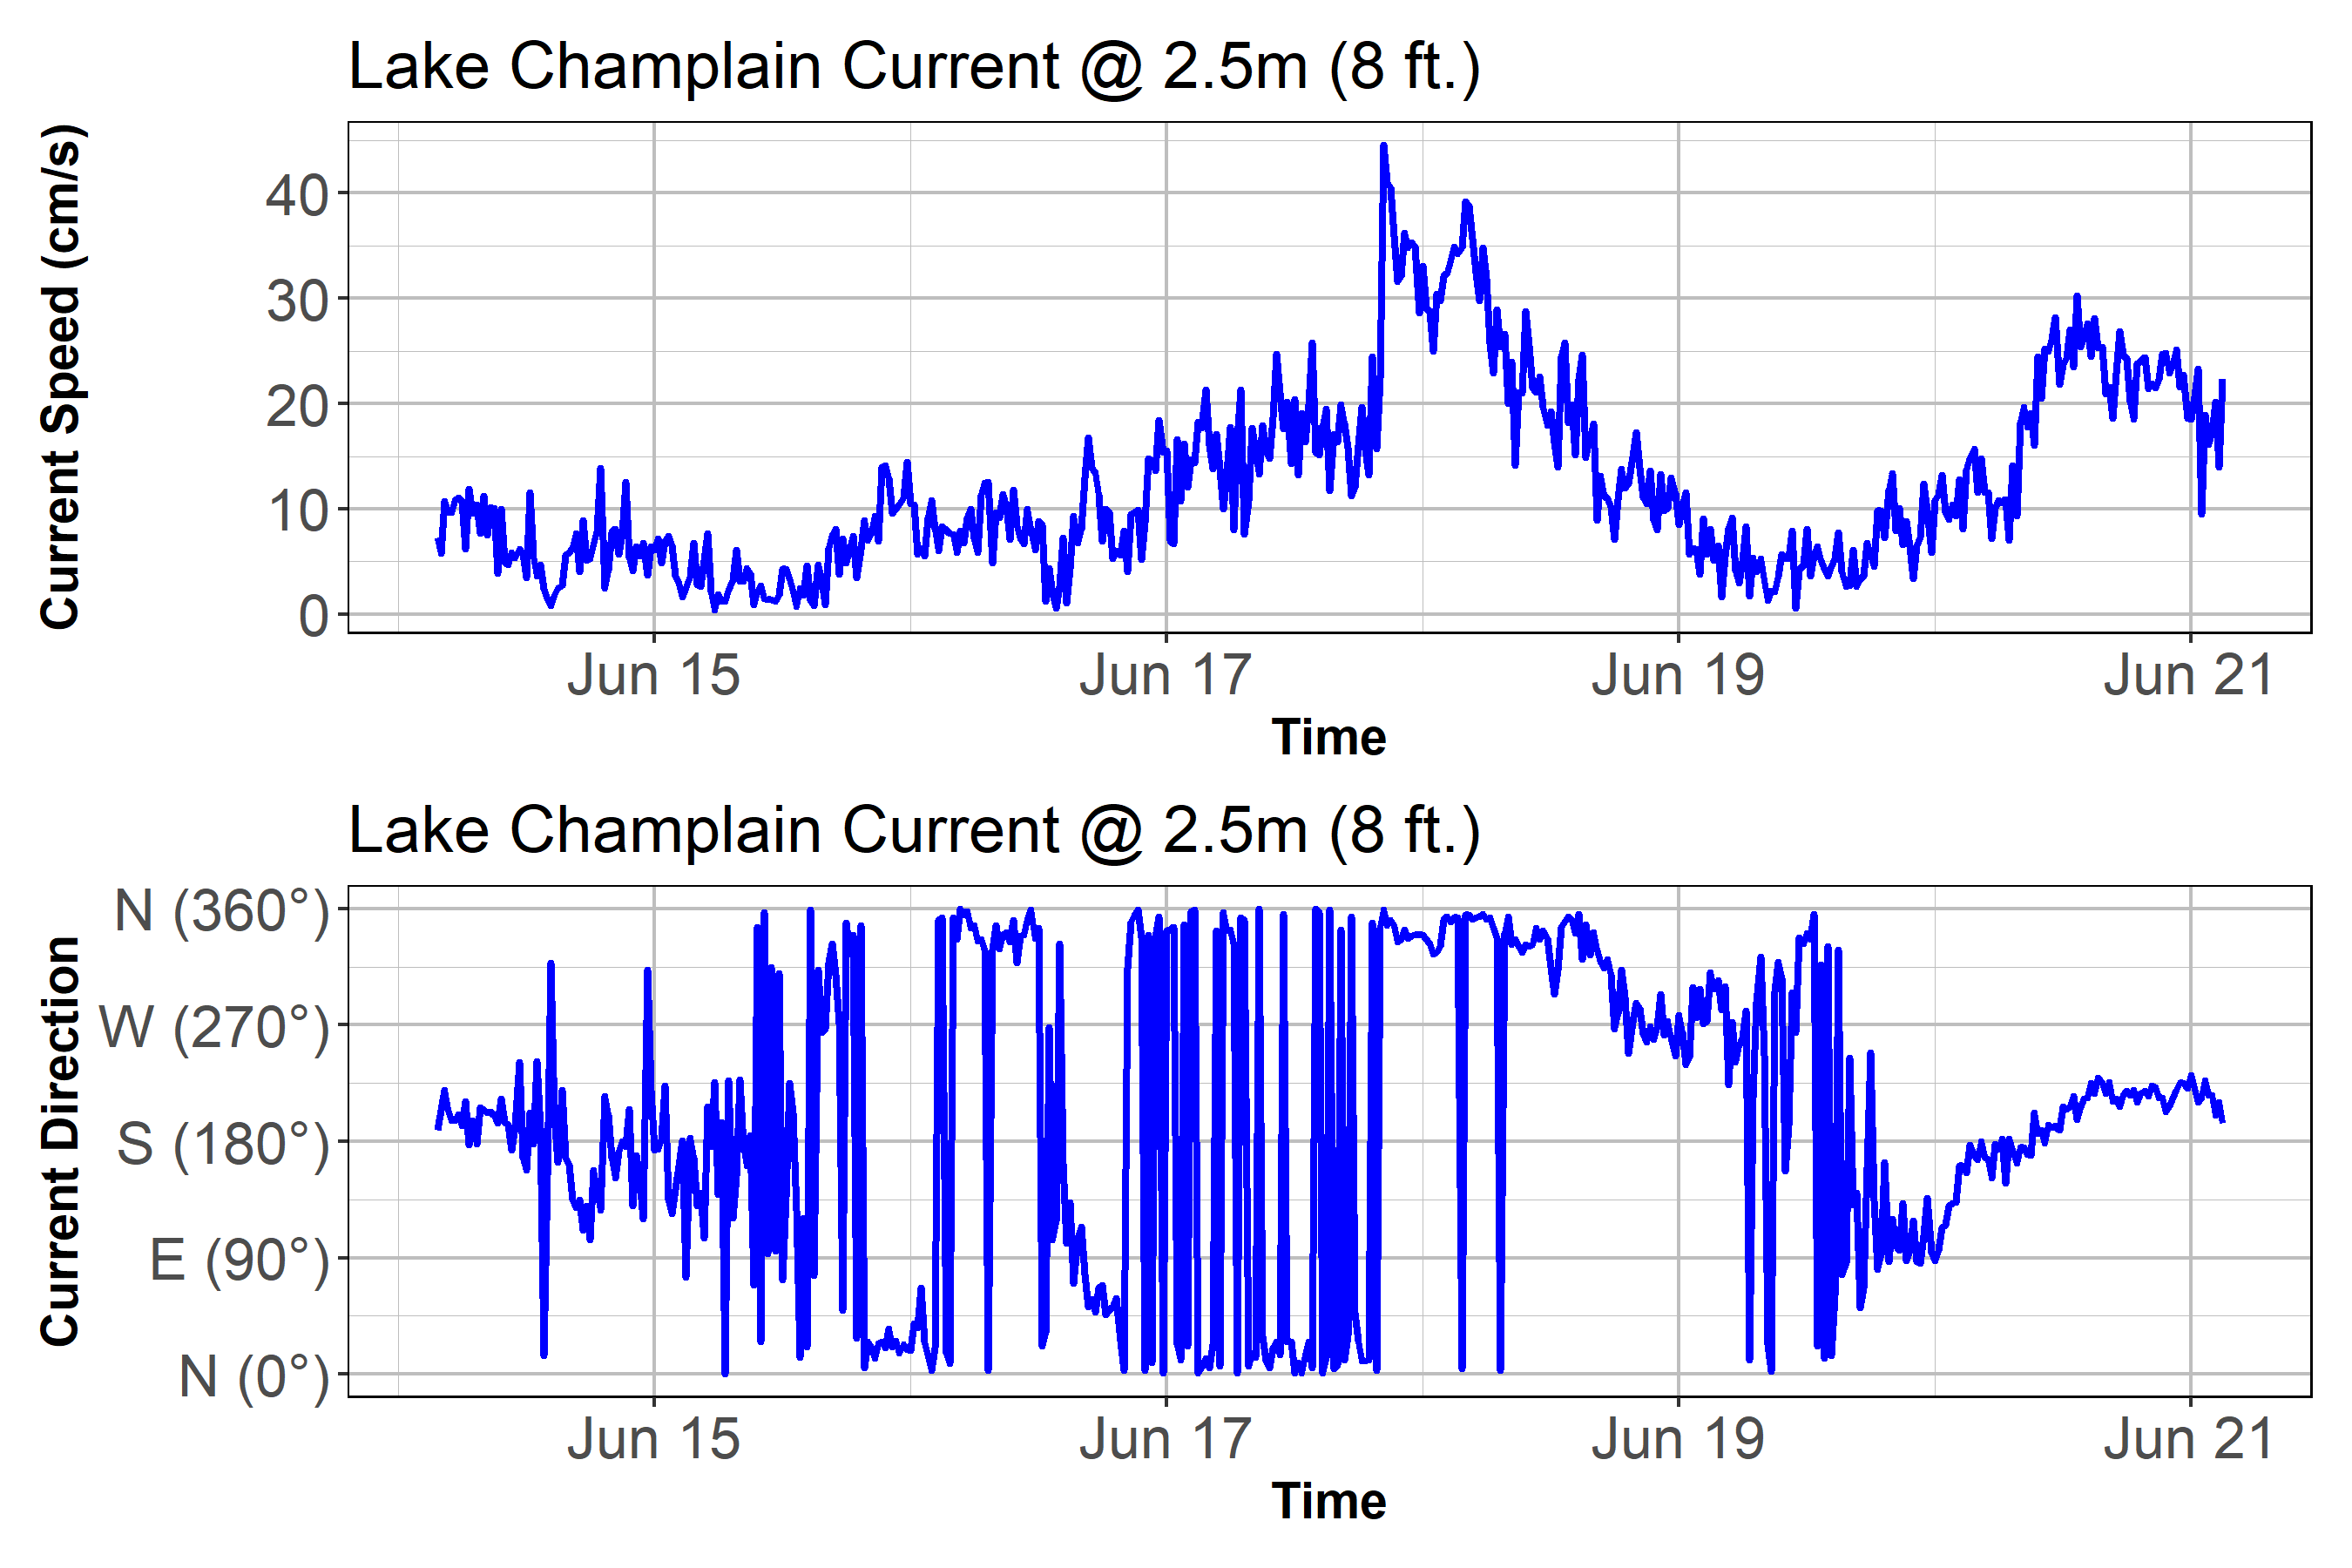 Lake Champlain Current @ 2.5m (8 ft.)
Current Speed (cm/s)
40
30
20
10
0
Jun 15 Jun 17 Jun 19 Jun 21
Time
Lake Champlain Current @ 2.5m (8 ft.)
Current Direction
N (360°)
W (270°)
S (180°)
E (90°)
N (0°)
Jun 15 Jun 17 Jun 19 Jun 21
Time